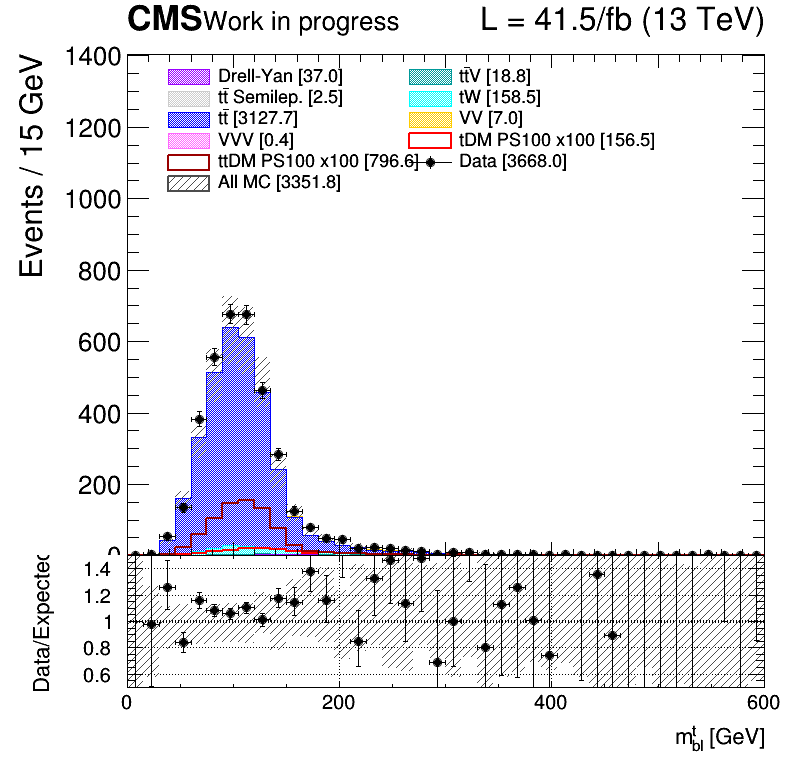 CMS Work in progress L = 41.5/fb (13 TeV)
Events / 15 GeV
1400
1200
1000
800
600
400
200
0
Drell-Yan [37.0]
tt̄V [18.8]
tt̄ Semilep. [2.5]
tW [158.5]
tt̄ [3127.7]
VV [7.0]
VVV [0.4]
tDM PS100 x100 [156.5]
ttDM PS100 x100 [796.6]
Data [3668.0]
All MC [3351.8]
Data/Expected
1.4
1.2
1
0.8
0.6
0 200 400 600
m^t_bl [GeV]